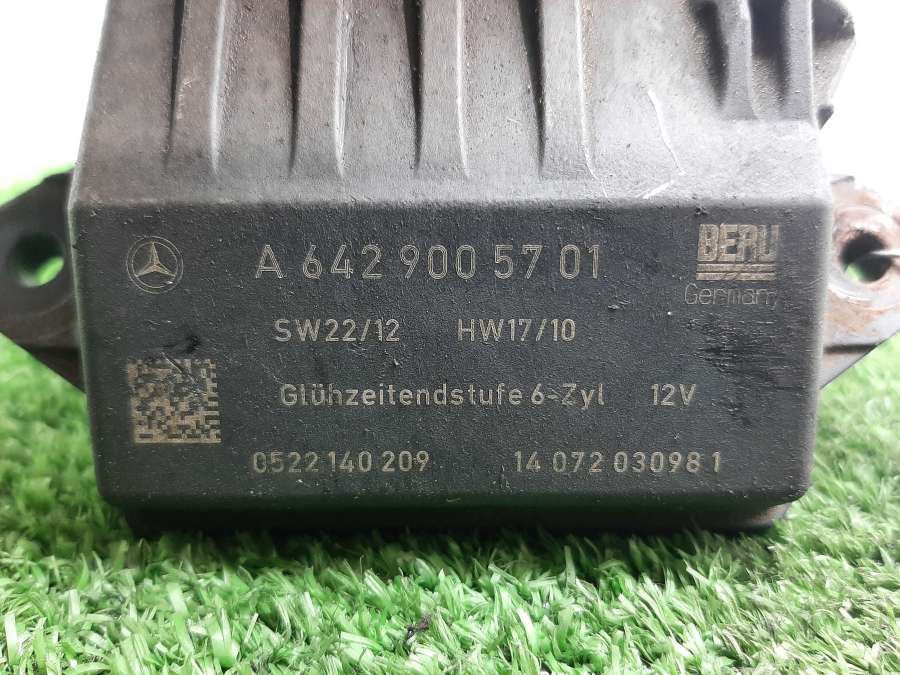 A 642 900 57 01
BERU
Germany
SW22/12 HW17/10
Glühzeitendstufe 6-Zyl 12V
0522 140 209 14 072 03098 1